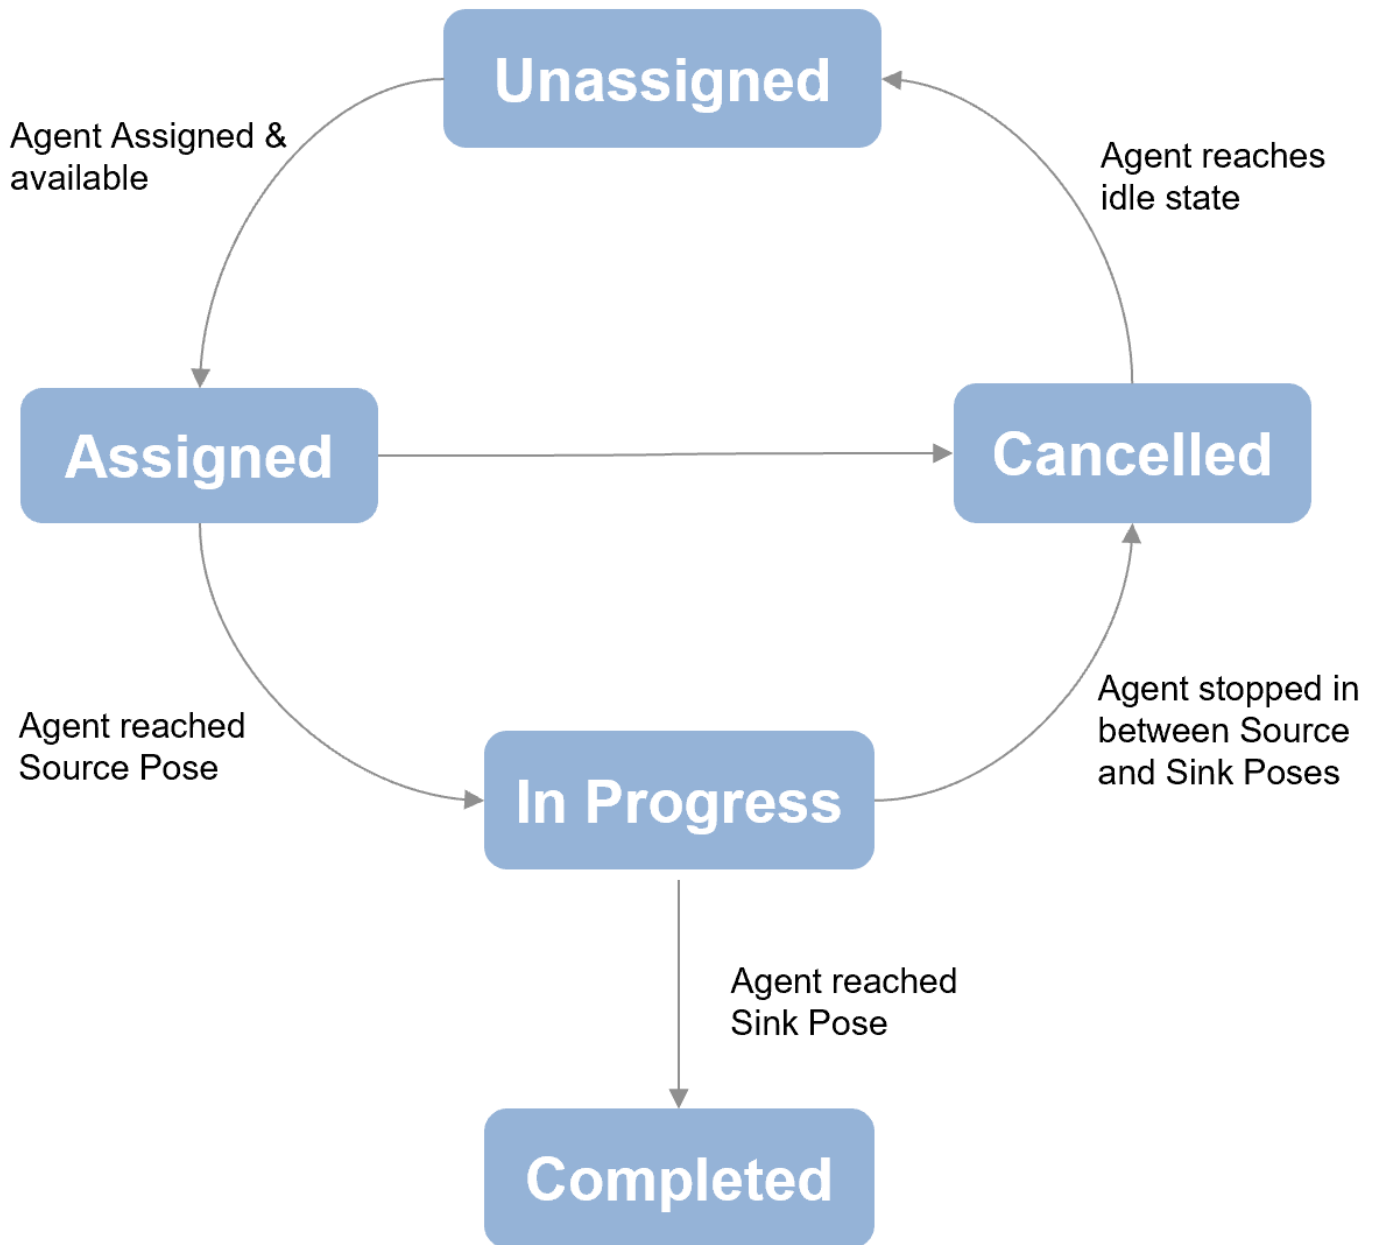 Unassigned
Agent Assigned &
available
Agent reaches
idle state
Assigned
Cancelled
Agent reached
Source Pose
Agent stopped in
between Source
and Sink Poses
In Progress
Agent reached
Sink Pose
Completed